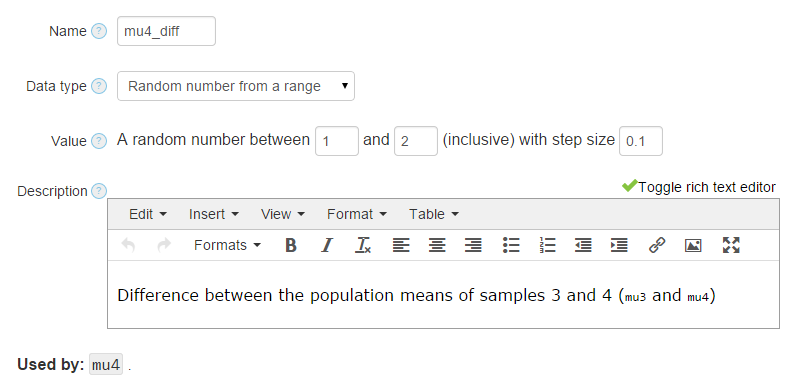 Name ? mu4_diff
Data type ? Random number from a range
Value ? A random number between 1 and 2 (inclusive) with step size 0.1
Description ? Toggle rich text editor
Edit Insert View Format Table
Formats B I Tx
Difference between the population means of samples 3 and 4 (mu3 and mu4)
Used by: mu4 .